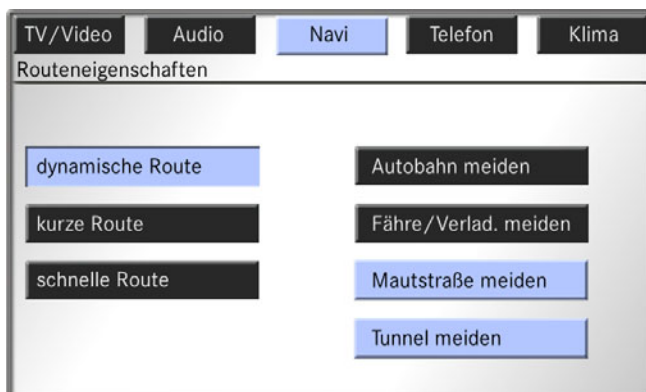 TV/Video Audio Navi Telefon Klima
Routeneigenschaften
dynamische Route Autobahn meiden
kurze Route Fähre/Verlad. meiden
schnelle Route Mautstraße meiden
Tunnel meiden